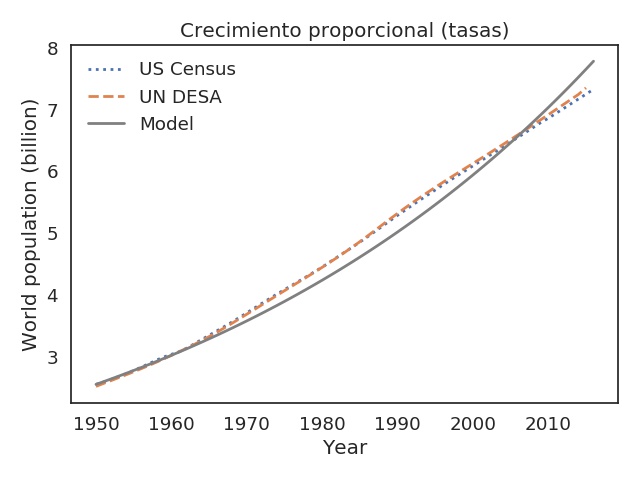 Crecimiento proporcional (tasas)
World population (billlion)
8
7
6
5
4
3
US Census
UN DESA
Model
1950 1960 1970 1980 1990 2000 2010
Year